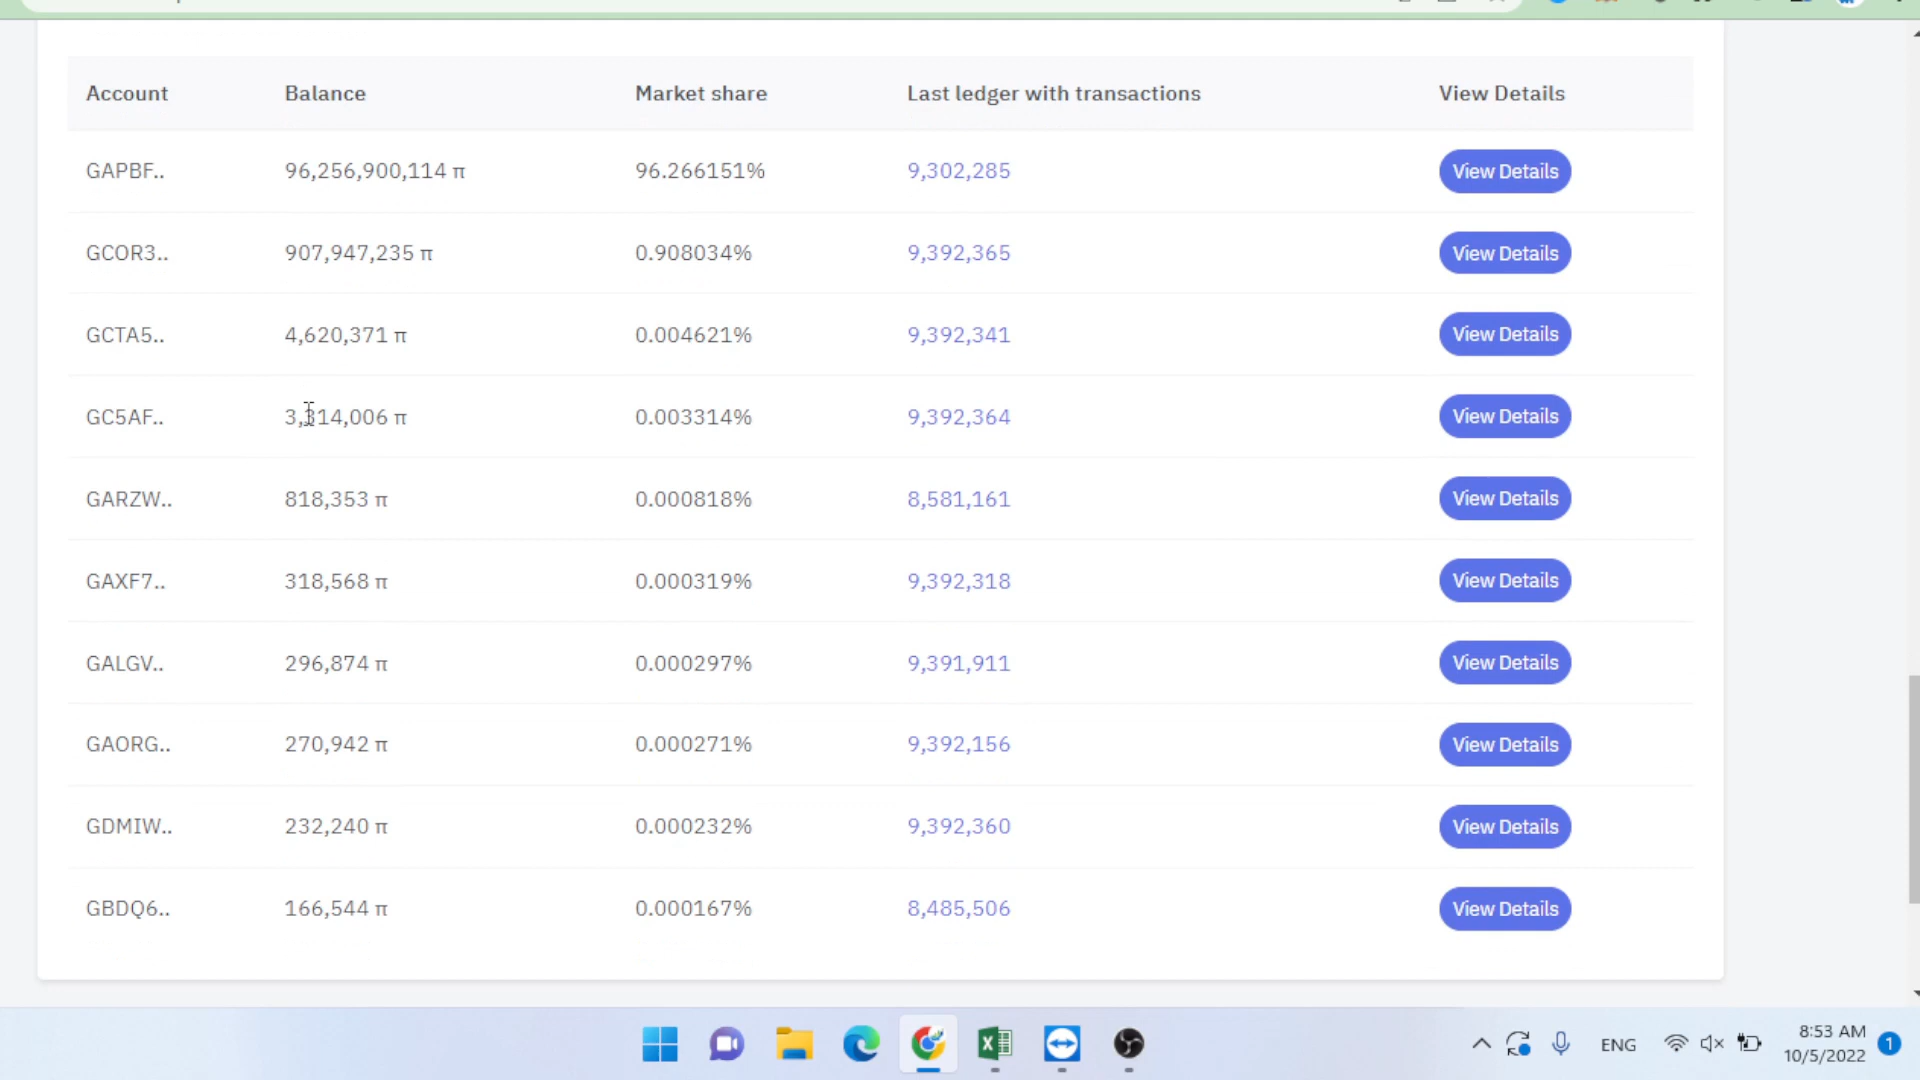 Account Balance Market share Last ledger with transactions View Details
GAPBF.. 96,256,900,114 π 96.266151% 9,302,285 View Details
GCOR3.. 907,947,235 π 0.908034% 9,392,365 View Details
GCTA5.. 4,620,371 π 0.004621% 9,392,341 View Details
GC5AF.. 3,314,006 π 0.003314% 9,392,364 View Details
GARZW.. 818,353 π 0.000818% 8,581,161 View Details
GAXF7.. 318,568 π 0.000319% 9,392,318 View Details
GALGV.. 296,874 π 0.000297% 9,391,911 View Details
GAORG.. 270,942 π 0.000271% 9,392,156 View Details
GDMIW.. 232,240 π 0.000232% 9,392,360 View Details
GBDQ6.. 166,544 π 0.000167% 8,485,506 View Details
ENG 8:53 AM 1
10/5/2022